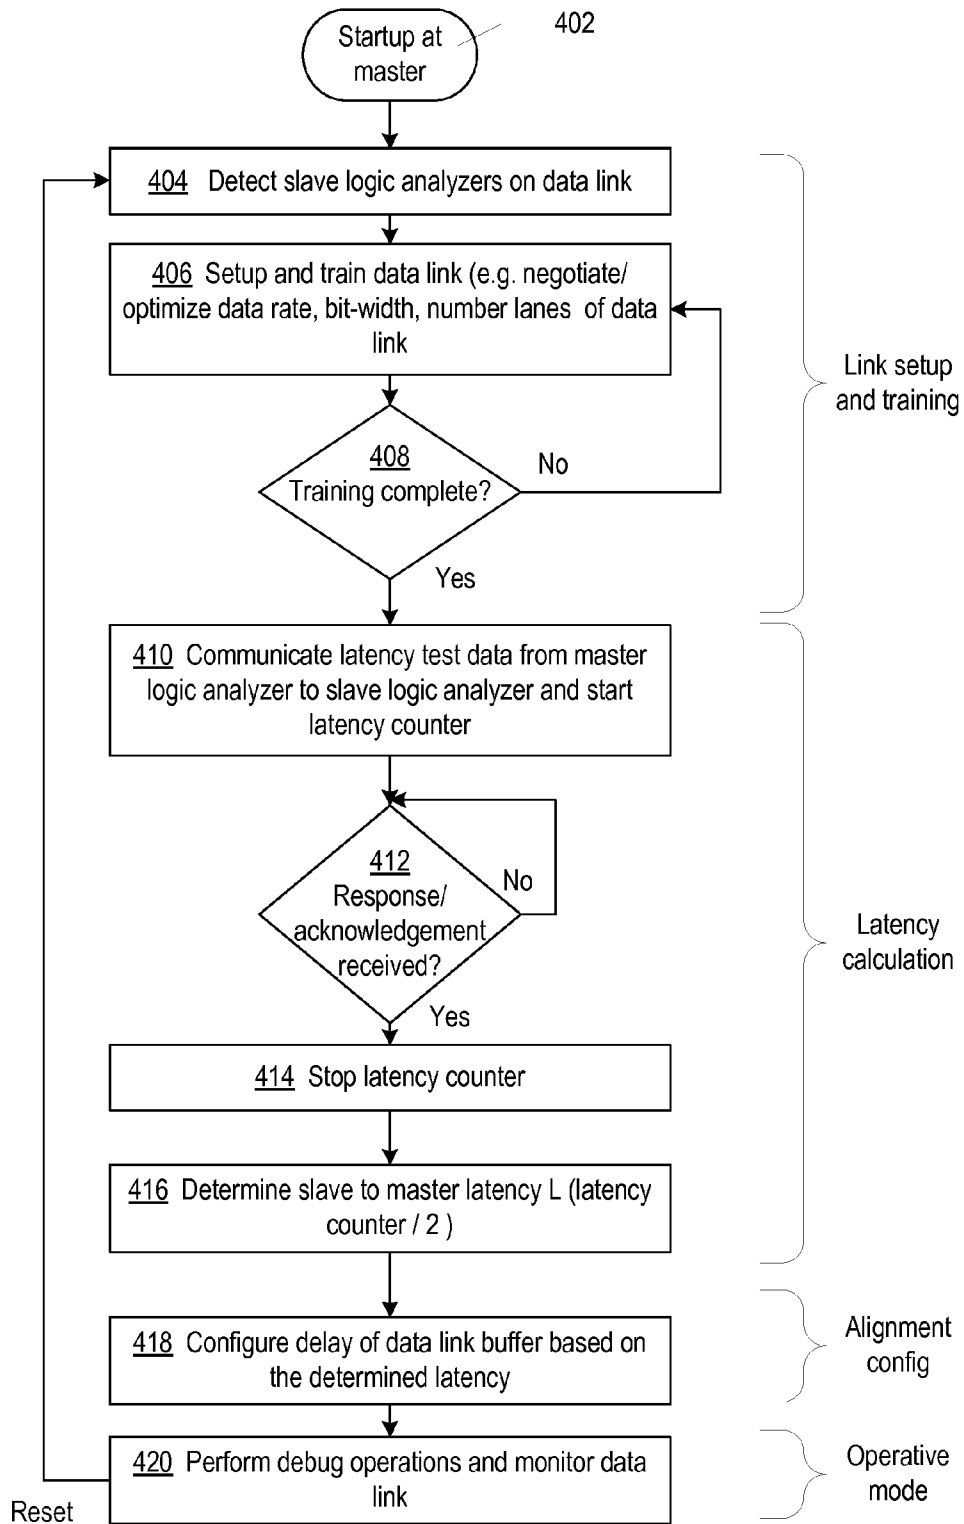 Startup at
master
402
404 Detect slave logic analyzers on data link
406 Setup and train data link (e.g. negotiate/
optimize data rate, bit-width, number lanes of data
link
Link setup
and training
408
Training complete?
No
Yes
410 Communicate latency test data from master
logic analyzer to slave logic analyzer and start
latency counter
412
Response/
acknowledgement
received?
No
Yes
Latency
calculation
414 Stop latency counter
416 Determine slave to master latency L (latency
counter / 2 )
418 Configure delay of data link buffer based on
the determined latency
Alignment
config
420 Perform debug operations and monitor data
link
Operative
mode
Reset